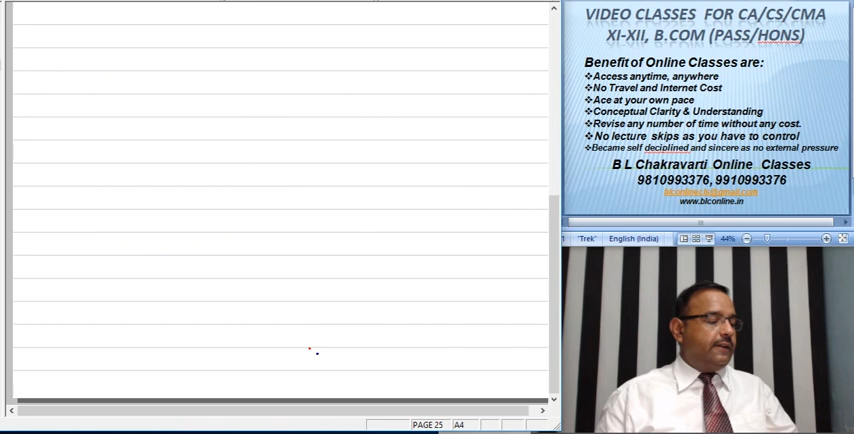 VIDEO CLASSES FOR CA/CS/CMA
XI-XII, B.COM (PASS/HONS)
Benefit of Online Classes are:
❖Access anytime, anywhere
❖No Travel and Internet Cost
❖Ace at your own pace
❖Conceptual Clarity & Understanding
❖Revise any number of time without any cost.
❖No lecture skips as you have to control
❖Became self deciplined and sincere as no external pressure
B L Chakravarti Online Classes
9810993376, 9910993376
www.blconline.in
1 "Trek" English (India) 44%
PAGE 25 A4